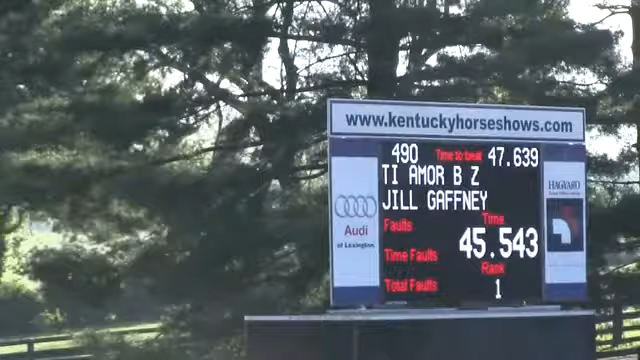 www.kentuckyhorseshows.com
490 Time to beat 47.639
TI AMOR B Z
JILL GAFFNEY
Faults Time
45.543
Time Faults
Rank
Total Faults 1
Audi
of Lexington
HAGYARD